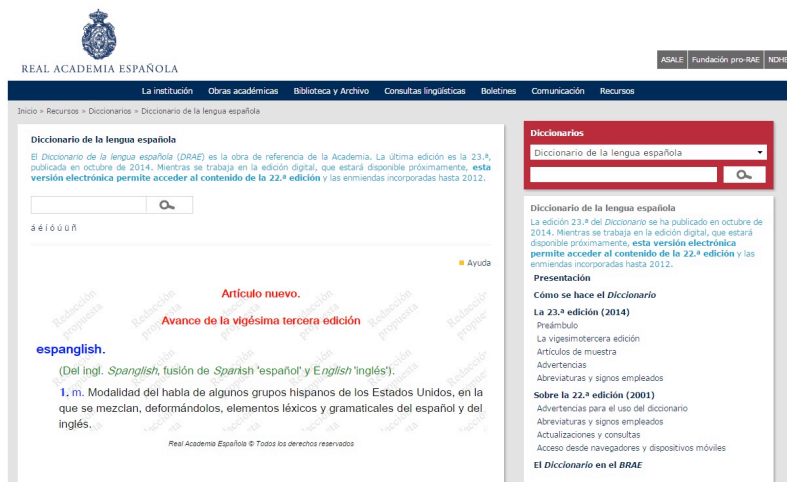 REAL ACADEMIA ESPAÑOLA
ASALE Fundación pro-RAE NDHE
La institución Obras académicas Biblioteca y Archivo Consultas lingüísticas Boletines Comunicación Recursos
Inicio » Recursos » Diccionarios » Diccionario de la lengua española
Diccionario de la lengua española
El Diccionario de la lengua española (DRAE) es la obra de referencia de la Academia. La última edición es la 23.ª,
publicada en octubre de 2014. Mientras se trabaja en la edición digital, que estará disponible próximamente, esta
versión electrónica permite acceder al contenido de la 22.ª edición y las enmiendas incorporadas hasta 2012.
á é í ó ú ü ñ
Ayuda
Artículo nuevo.
Avance de la vigésima tercera edición
Redacción propuesta
espanglish.
(Del ingl. Spanglish, fusión de Spanish 'español' y English 'inglés').
1. m. Modalidad del habla de algunos grupos hispanos de los Estados Unidos, en la
que se mezclan, deformándolos, elementos léxicos y gramaticales del español y del
inglés.
Real Academia Española © Todos los derechos reservados
Diccionarios
Diccionario de la lengua española
Diccionario de la lengua española
La edición 23.ª del Diccionario se ha publicado en octubre de
2014. Mientras se trabaja en la edición digital, que estará
disponible próximamente, esta versión electrónica
permite acceder al contenido de la 22.ª edición y las
enmiendas incorporadas hasta 2012.
Presentación
Cómo se hace el Diccionario
La 23.ª edición (2014)
Preámbulo
La vigesimotercera edición
Artículos de muestra
Advertencias
Abreviaturas y signos empleados
Sobre la 22.ª edición (2001)
Advertencias para el uso del diccionario
Abreviaturas y signos empleados
Actualizaciones y consultas
Acceso desde navegadores y dispositivos móviles
El Diccionario en el BRAE